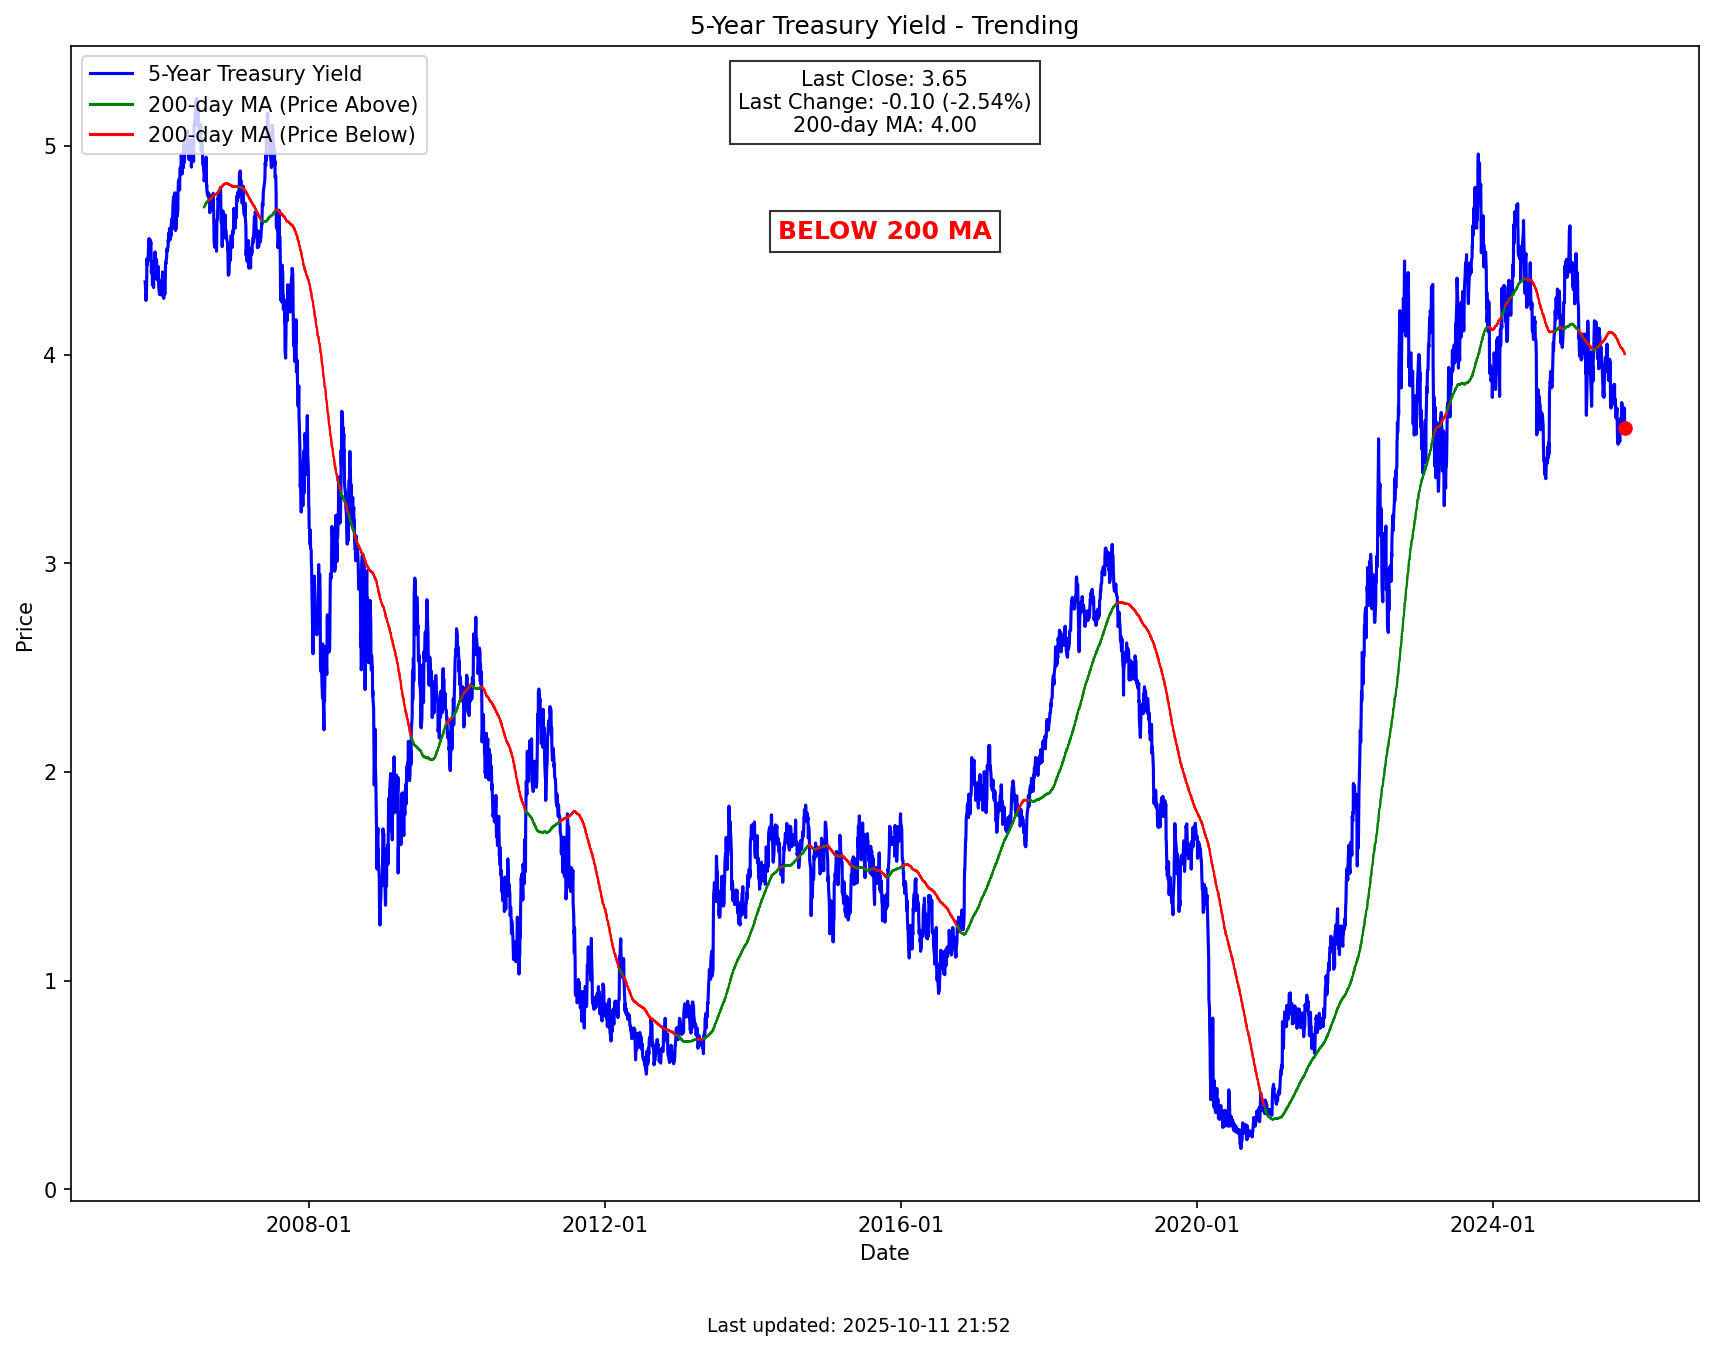 5-Year Treasury Yield - Trending
5-Year Treasury Yield
200-day MA (Price Above)
200-day MA (Price Below)
Last Close: 3.65
Last Change: -0.10 (-2.54%)
200-day MA: 4.00
BELOW 200 MA
5
4
3
2
1
0
Price
2008-01
2012-01
2016-01
2020-01
2024-01
Date
Last updated: 2025-10-11 21:52